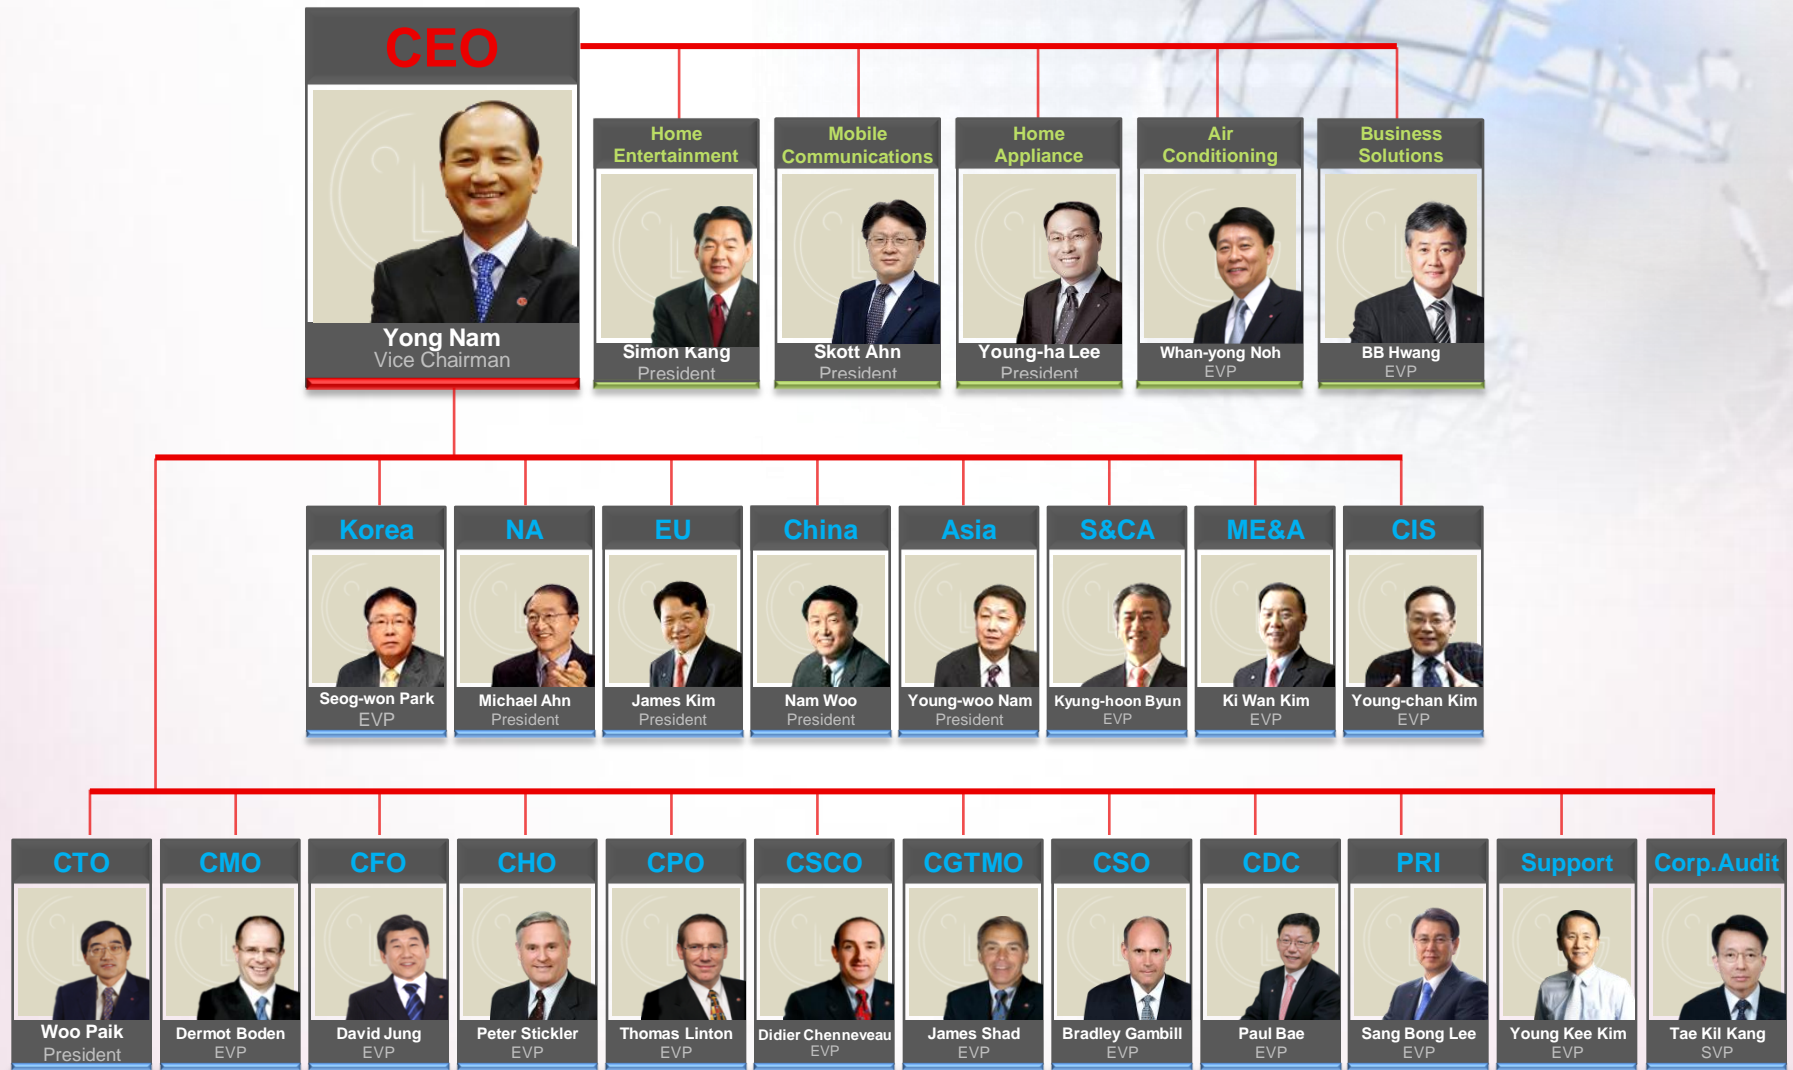 CEO
Yong Nam
Vice Chairman
Home
Entertainment
Simon Kang
President
Mobile
Communications
Skott Ahn
President
Home
Appliance
Young-ha Lee
President
Air
Conditioning
Whan-yong Noh
EVP
Business
Solutions
BB Hwang
EVP
Korea
Seog-won Park
EVP
NA
Michael Ahn
President
EU
James Kim
President
China
Nam Woo
President
Asia
Young-woo Nam
President
S&CA
Kyung-hoon Byun
EVP
ME&A
Ki Wan Kim
EVP
CIS
Young-chan Kim
EVP
CTO
Woo Paik
President
CMO
Dermot Boden
EVP
CFO
David Jung
EVP
CHO
Peter Stickler
EVP
CPO
Thomas Linton
EVP
CSCO
Didier Chenneveau
EVP
CGTMO
James Shad
EVP
CSO
Bradley Gambill
EVP
CDC
Paul Bae
EVP
PRI
Sang Bong Lee
EVP
Support
Young Kee Kim
EVP
Corp.Audit
Tae Kil Kang
SVP